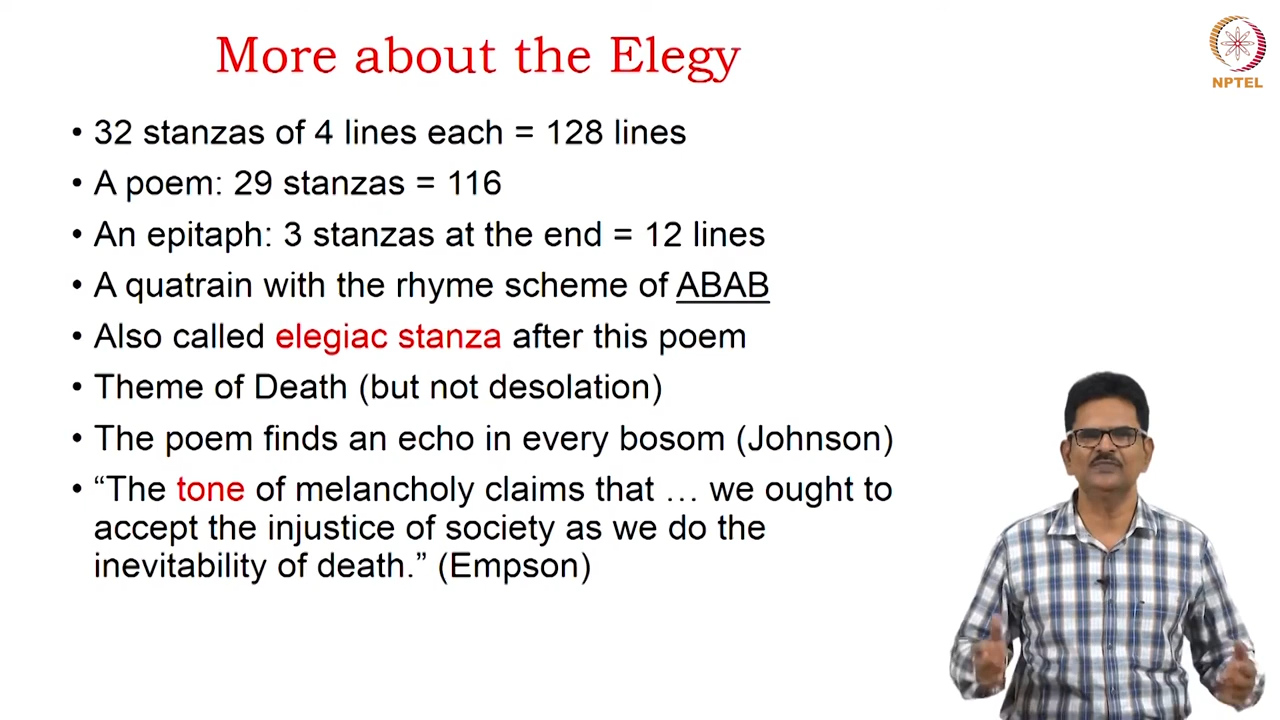 More about the Elegy
NPTEL
• 32 stanzas of 4 lines each = 128 lines
• A poem: 29 stanzas = 116
• An epitaph: 3 stanzas at the end = 12 lines
• A quatrain with the rhyme scheme of ABAB
• Also called elegiac stanza after this poem
• Theme of Death (but not desolation)
• The poem finds an echo in every bosom (Johnson)
• “The tone of melancholy claims that … we ought to
accept the injustice of society as we do the
inevitability of death.” (Empson)